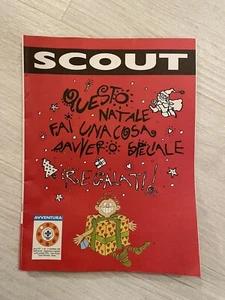 SCOUT
QUESTO
NATALE
FAI UNA COSA
DAVVERO SPECIALE
¡REGALATI!
AVVENTURA